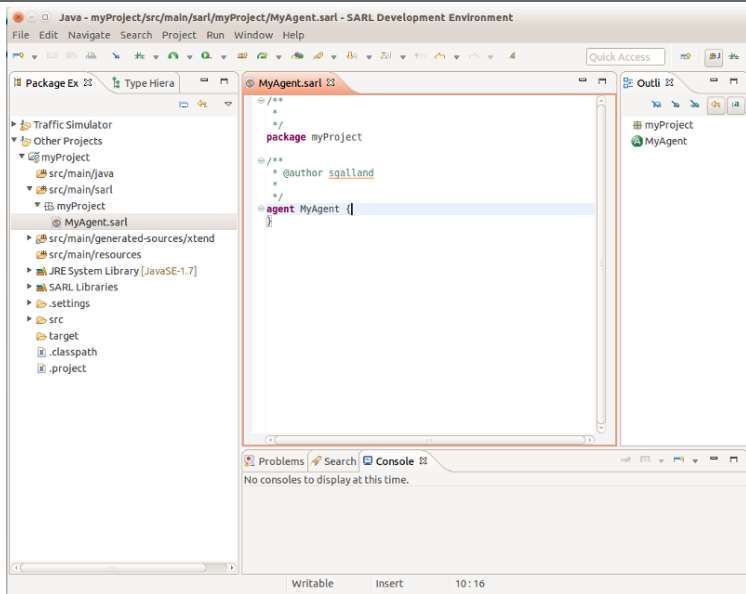 Java - myProject/src/main/sarl/myProject/MyAgent.sarl - SARL Development Environment
File Edit Navigate Search Project Run Window Help
Quick Access
Package Ex
Type Hiera
MyAgent.sarl
Outli
Traffic Simulator
Other Projects
myProject
src/main/java
src/main/sarl
myProject
MyAgent.sarl
src/main/generated-sources/xtend
src/main/resources
JRE System Library [JavaSE-1.7]
SARL Libraries
.settings
src
target
.classpath
.project
/**
*
*/
package myProject
/**
* @author sgalland
*
*/
agent MyAgent {
}
myProject
MyAgent
Problems Search Console
No consoles to display at this time.
Writable Insert 10:16